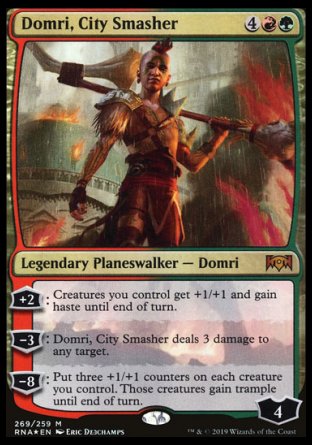 Domri, City Smasher 4
Legendary Planeswalker — Domri
+2: Creatures you control get +1/+1 and gain
haste until end of turn.
-3: Domri, City Smasher deals 3 damage to
any target.
-8: Put three +1/+1 counters on each creature
you control. Those creatures gain trample
until end of turn.
4
269/259 M
RNA★EN Eric Deschamps
™ & © 2019 Wizards of the Coast